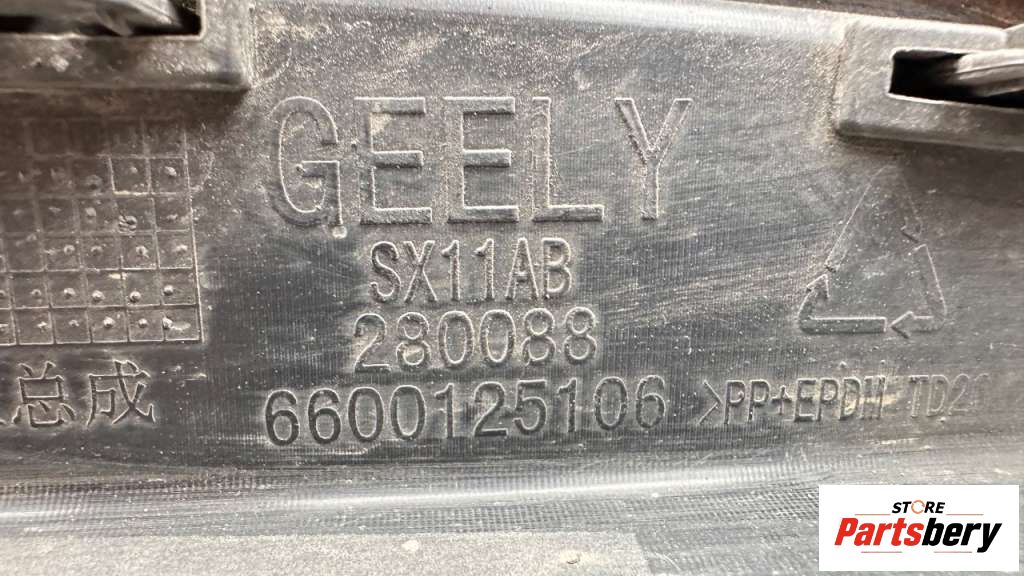 GEELY
SX11AB
280088
总成 6600125106 >PP+EPDM TD2
STORE
Partsbery